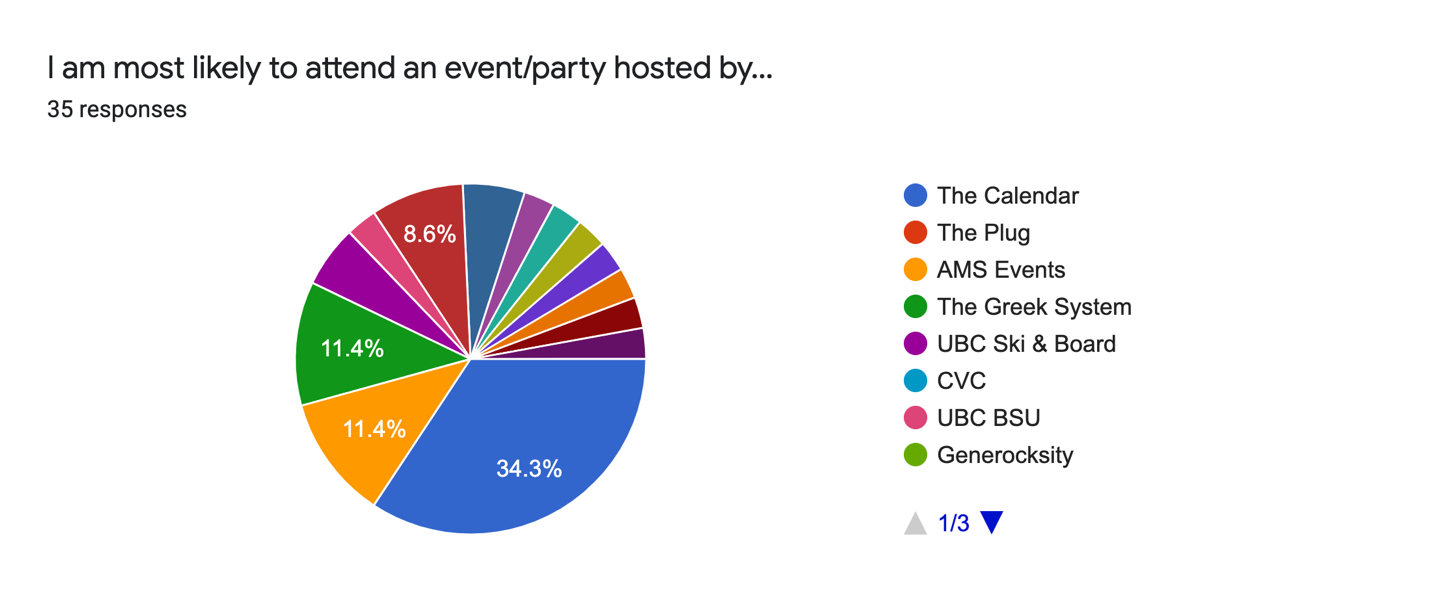 I am most likely to attend an event/party hosted by...
35 responses
8.6%
11.4%
11.4%
34.3%
The Calendar
The Plug
AMS Events
The Greek System
UBC Ski & Board
CVC
UBC BSU
Generocksity
1/3